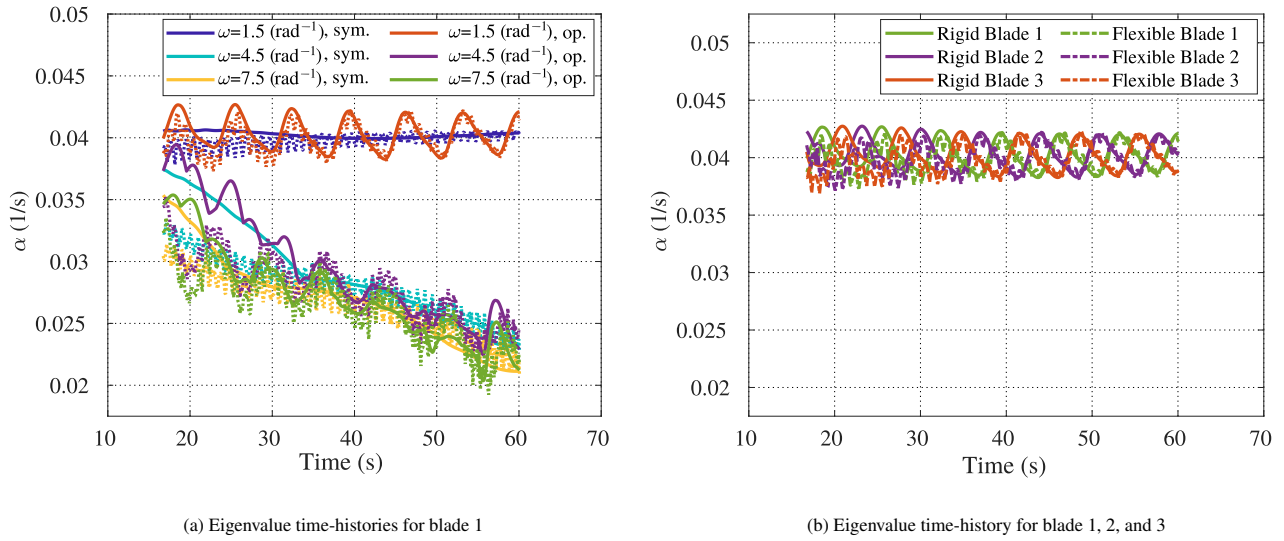 0.05
0.045
0.04
0.035
0.03
0.025
0.02
α (1/s)
10 20 30 40 50 60 70
Time (s)
ω=1.5 (rad⁻¹), sym.
ω=4.5 (rad⁻¹), sym.
ω=7.5 (rad⁻¹), sym.
ω=1.5 (rad⁻¹), op.
ω=4.5 (rad⁻¹), op.
ω=7.5 (rad⁻¹), op.
(a) Eigenvalue time-histories for blade 1
0.05
0.045
0.04
0.035
0.03
0.025
0.02
α (1/s)
10 20 30 40 50 60 70
Time (s)
Rigid Blade 1
Rigid Blade 2
Rigid Blade 3
Flexible Blade 1
Flexible Blade 2
Flexible Blade 3
(b) Eigenvalue time-history for blade 1, 2, and 3